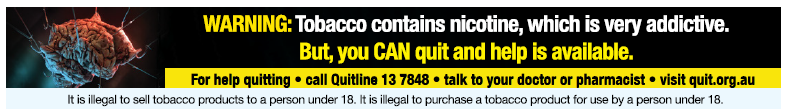 WARNING: Tobacco contains nicotine, which is very addictive.
But, you CAN quit and help is available.
For help quitting • call Quitline 13 7848 • talk to your doctor or pharmacist • visit quit.org.au
It is illegal to sell tobacco products to a person under 18. It is illegal to purchase a tobacco product for use by a person under 18.